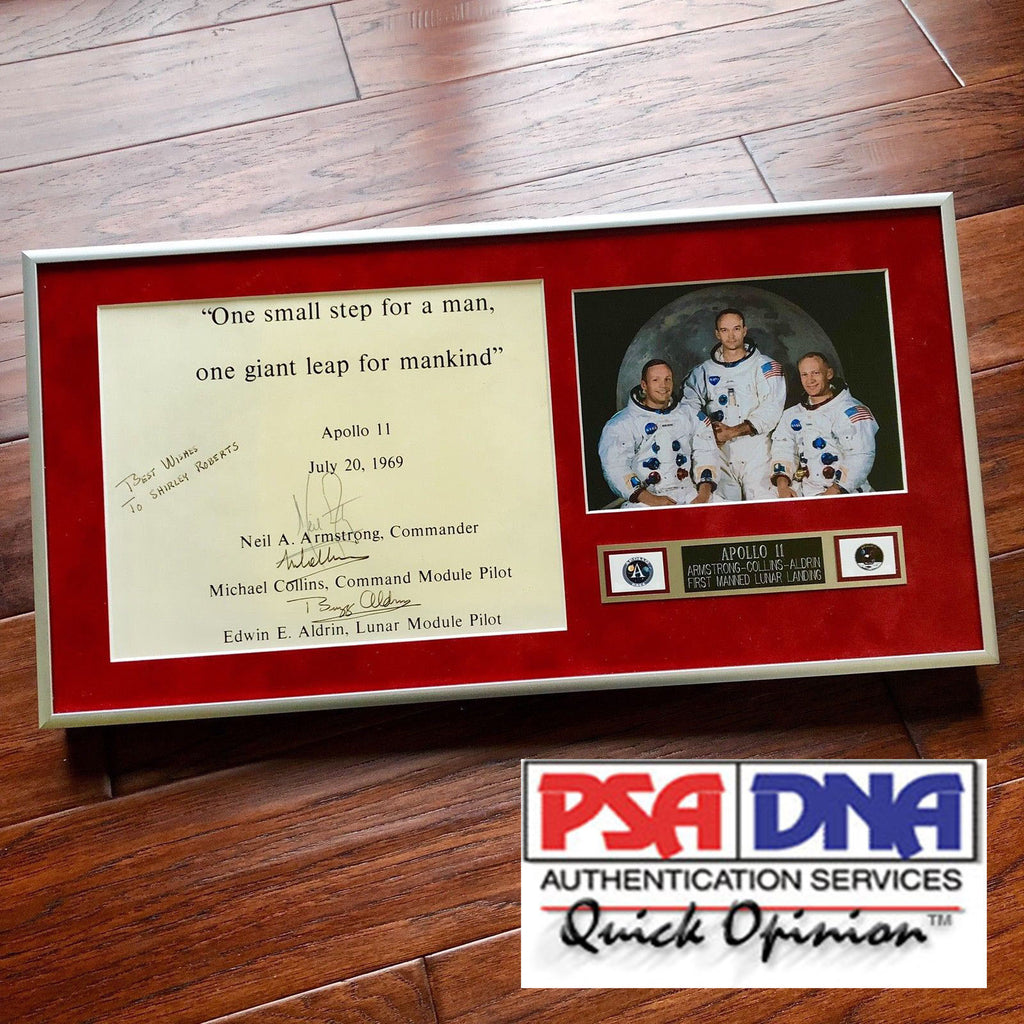 “One small step for a man,
one giant leap for mankind”
Apollo 11
July 20, 1969
BEST WISHES
TO SHIRLEY ROBERTS
Neil A. Armstrong, Commander
Michael Collins, Command Module Pilot
Buzz Aldrin
Edwin E. Aldrin, Lunar Module Pilot
APOLLO 11
ARMSTRONG-COLLINS-ALDRIN
FIRST MANNED LUNAR LANDING
PSA DNA
AUTHENTICATION SERVICES
Quick Opinion™